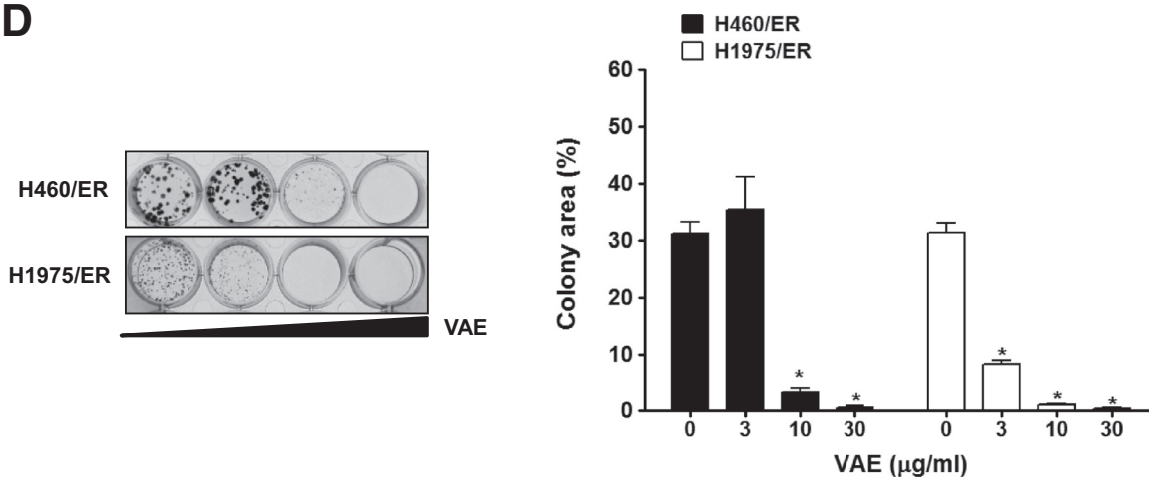 D
H460/ER
H1975/ER
VAE
H460/ER
H1975/ER
Colony area (%)
60
50
40
30
20
10
0
0 3 10 30 0 3 10 30
* * * * *
VAE (μg/ml)